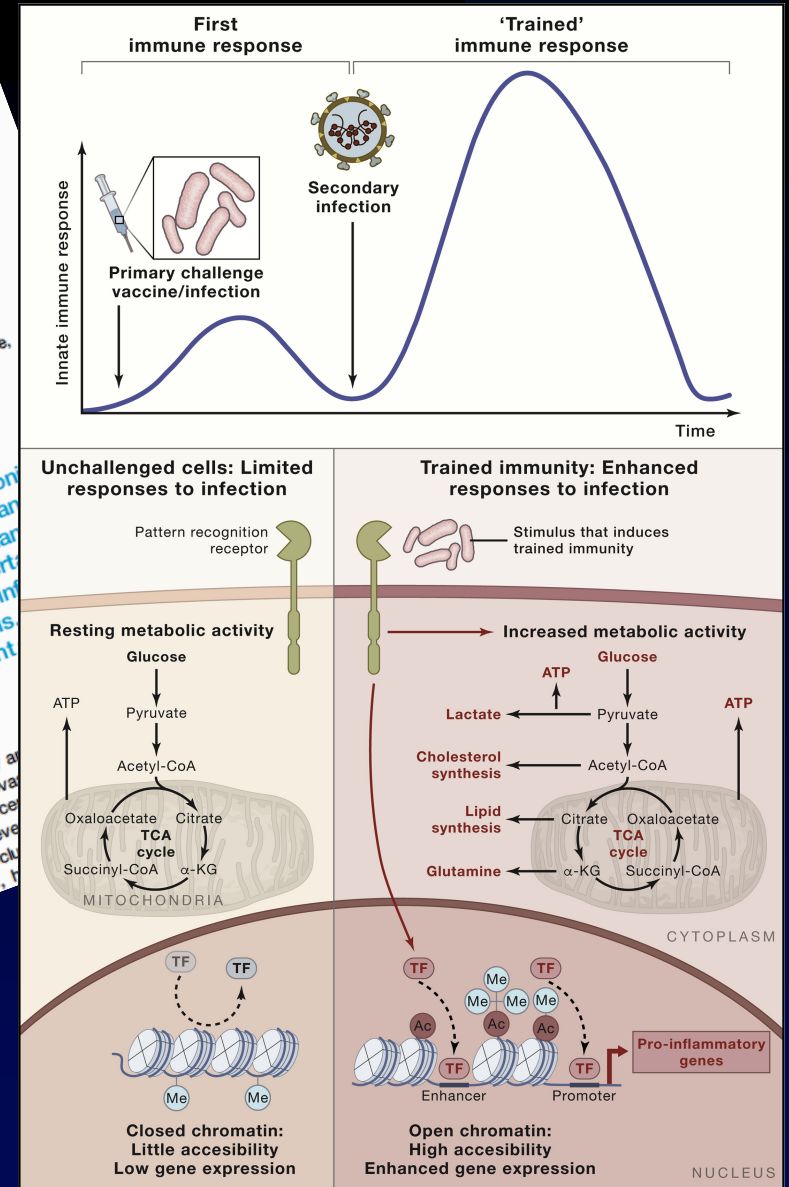 First
immune response
‘Trained’
immune response
Innate immune response
Secondary
infection
Primary challenge
vaccine/infection
Time
Unchallenged cells: Limited
responses to infection
Trained immunity: Enhanced
responses to infection
Pattern recognition
receptor
Stimulus that induces
trained immunity
Resting metabolic activity
Glucose
ATP
Pyruvate
Acetyl-CoA
Oxaloacetate
Citrate
TCA
cycle
Succinyl-CoA
α-KG
MITOCHONDRIA
Increased metabolic activity
Glucose
ATP
ATP
Lactate
Pyruvate
Cholesterol
synthesis
Acetyl-CoA
Lipid
synthesis
Citrate
Oxaloacetate
TCA
cycle
Glutamine
α-KG
Succinyl-CoA
CYTOPLASM
TF
TF
Me
Me
Closed chromatin:
Little accesibility
Low gene expression
TF
TF
Me
Me
Me
Me
Ac
Ac
Ac
TF
TF
Pro-inflammatory
genes
Enhancer
Promoter
Open chromatin:
High accesibility
Enhanced gene expression
NUCLEUS